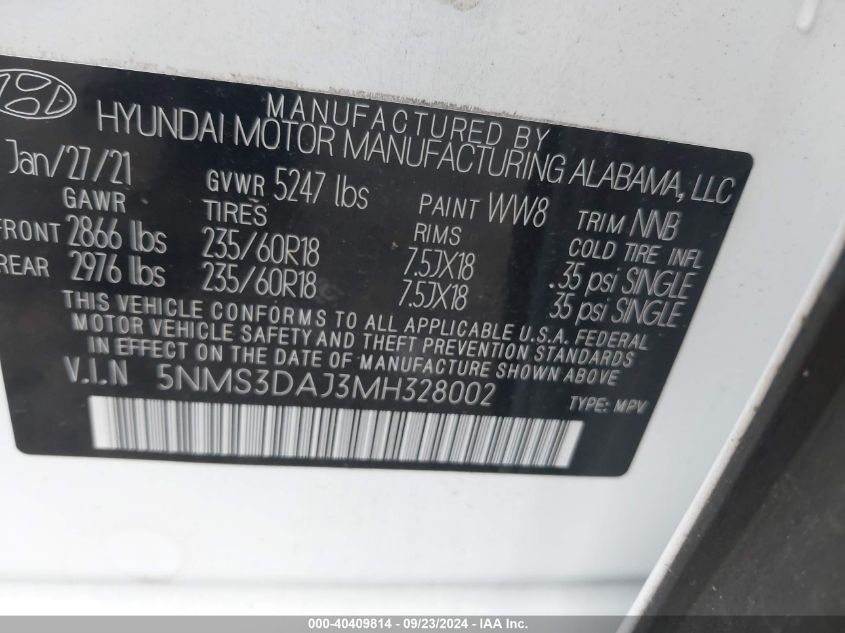 MANUFACTURED BY
HYUNDAI MOTOR MANUFACTURING ALABAMA, LLC
Jan/27/21 GVWR 5247 lbs PAINT WW8 TRIM NNB
GAWR TIRES RIMS COLD TIRE INFL
FRONT 2866 lbs 235/60R18 7.5JX18 .35 psi SINGLE
REAR 2976 lbs 235/60R18 7.5JX18 35 psi SINGLE
THIS VEHICLE CONFORMS TO ALL APPLICABLE U.S.A. FEDERAL
MOTOR VEHICLE SAFETY AND THEFT PREVENTION STANDARDS
IN EFFECT ON THE DATE OF MANUFACTURE SHOWN ABOVE
V.I.N 5NMS3DAJ3MH328002 TYPE: MPV
000-40409814 - 09/23/2024 - IAA Inc.